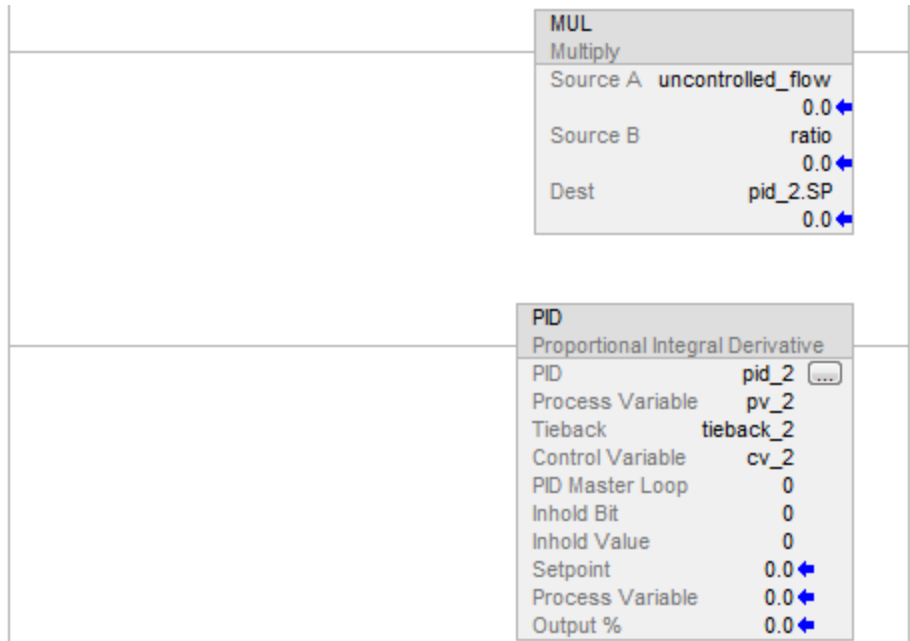 MUL
Multiply
Source A uncontrolled_flow
0.0
Source B ratio
0.0
Dest pid_2.SP
0.0
PID
Proportional Integral Derivative
PID pid_2 ...
Process Variable pv_2
Tieback tieback_2
Control Variable cv_2
PID Master Loop 0
Inhold Bit 0
Inhold Value 0
Setpoint 0.0
Process Variable 0.0
Output % 0.0